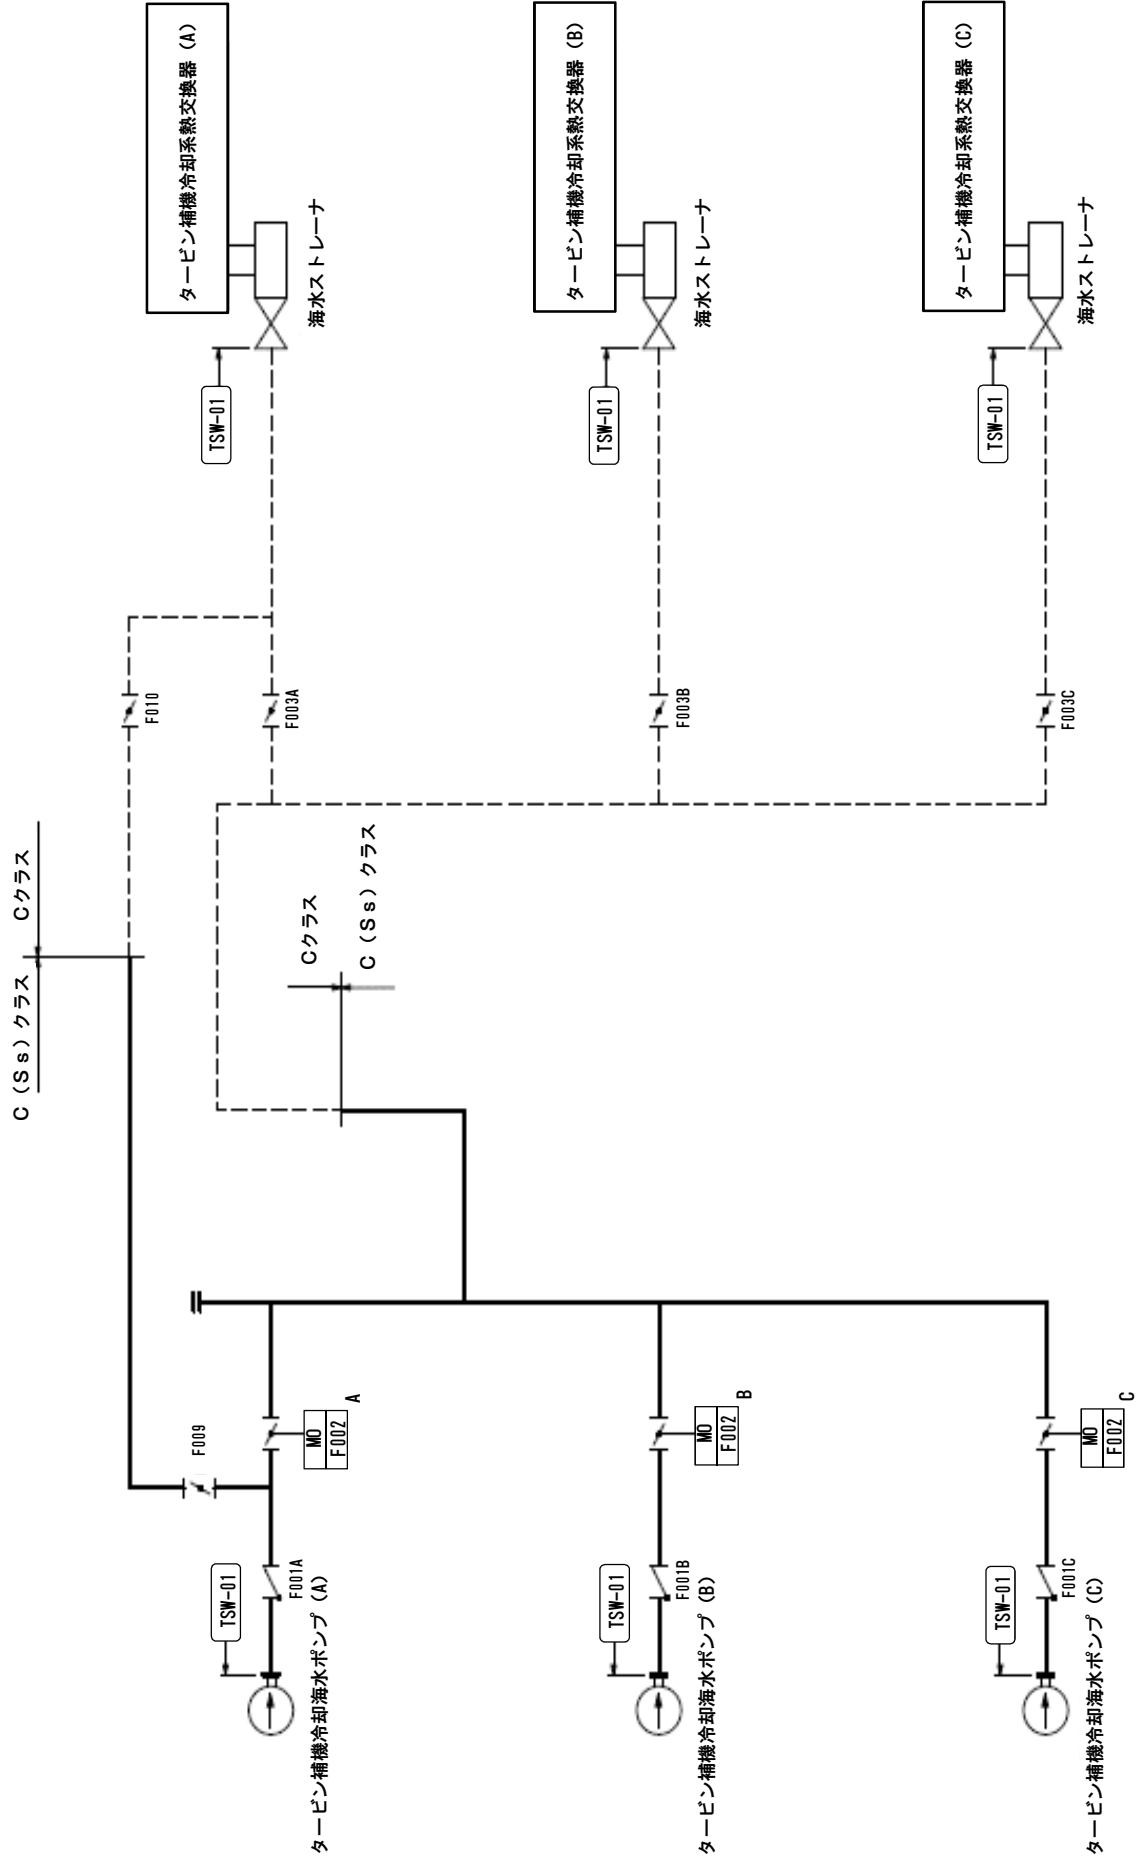 タービン補機冷却系熱交換器（A）
海水ストレーナ
TSW-01
タービン補機冷却系熱交換器（B）
海水ストレーナ
TSW-01
タービン補機冷却系熱交換器（C）
海水ストレーナ
TSW-01
F010
F003A
F003B
F003C
C（Ss）クラス
Cクラス
Cクラス
C（Ss）クラス
F009
MO
F002
A
MO
F002
B
MO
F002
C
TSW-01
F001A
タービン補機冷却海水ポンプ（A）
TSW-01
F001B
タービン補機冷却海水ポンプ（B）
TSW-01
F001C
タービン補機冷却海水ポンプ（C）